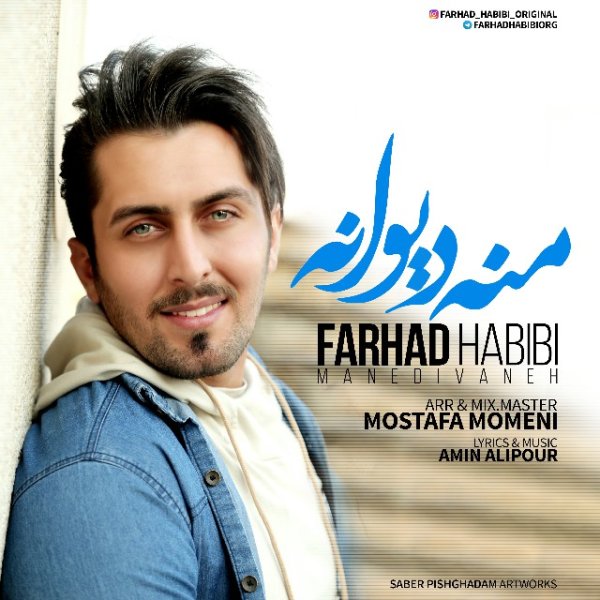 FARHAD_HABIBI_ORIGINAL
FARHADHABIBIORG
منه دیوانه
FARHAD HABIBI
MANEDIVANEH
ARR & MIX.MASTER
MOSTAFA MOMENI
LYRICS & MUSIC
AMIN ALIPOUR
SABER PISHGHADAM ARTWORKS